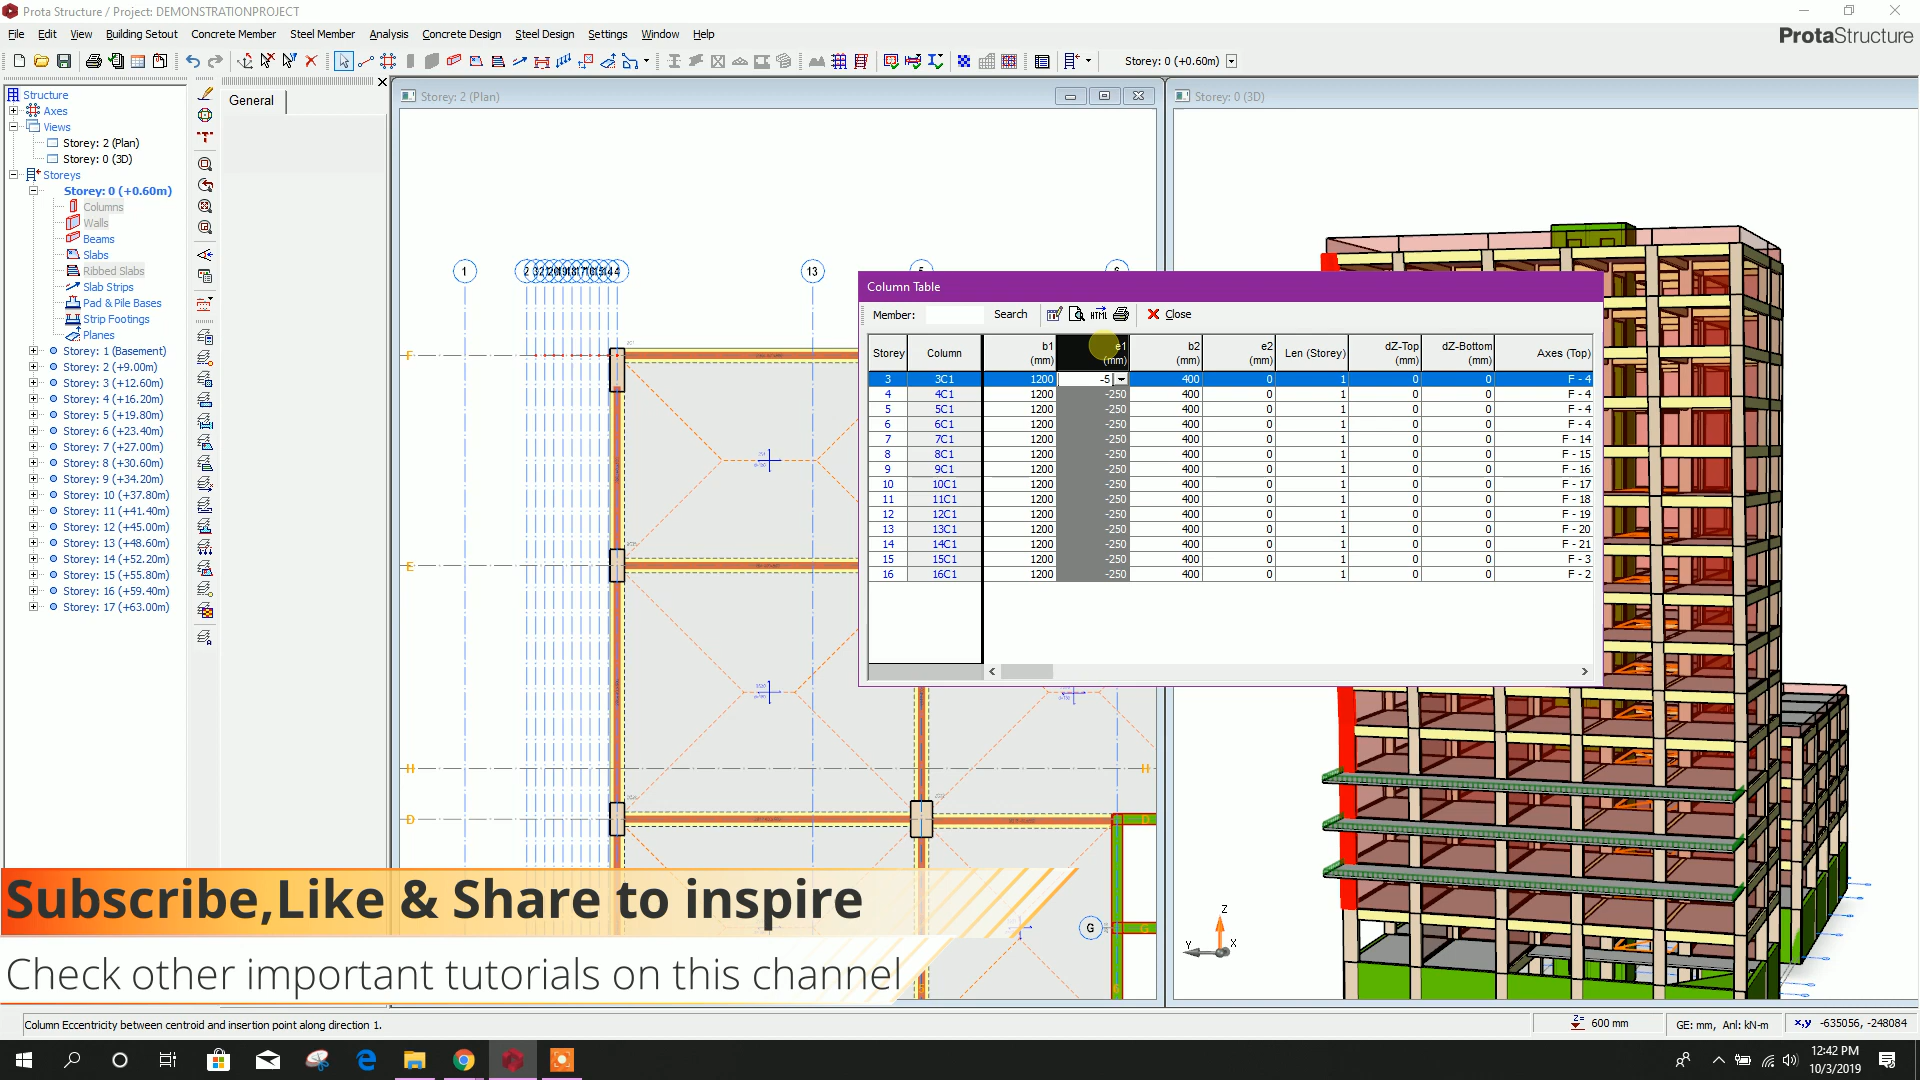 Prota Structure / Project: DEMONSTRATIONPROJECT
File Edit View Building Setout Concrete Member Steel Member Analysis Concrete Design Steel Design Settings Window Help
ProtaStructure
Storey: 0 (+0.60m)
General
Structure
Axes
Views
Storey: 2 (Plan)
Storey: 0 (3D)
Storeys
Storey: 0 (+0.60m)
Columns
Walls
Beams
Slabs
Ribbed Slabs
Slab Strips
Pad & Pile Bases
Strip Footings
Planes
Storey: 1 (Basement)
Storey: 2 (+9.00m)
Storey: 3 (+12.60m)
Storey: 4 (+16.20m)
Storey: 5 (+19.80m)
Storey: 6 (+23.40m)
Storey: 7 (+27.00m)
Storey: 8 (+30.60m)
Storey: 9 (+34.20m)
Storey: 10 (+37.80m)
Storey: 11 (+41.40m)
Storey: 12 (+45.00m)
Storey: 13 (+48.60m)
Storey: 14 (+52.20m)
Storey: 15 (+55.80m)
Storey: 16 (+59.40m)
Storey: 17 (+63.00m)
Storey: 2 (Plan)
1 13
F
E
H H
D D
G G
Storey: 0 (3D)
Column Table
Member: Search HTML Close
Storey Column b1 (mm) e1 (mm) b2 (mm) e2 (mm) Len (Storey) dZ-Top (mm) dZ-Bottom (mm) Axes (Top)
3 3C1 1200 -5 400 0 1 0 0 F - 4
4 4C1 1200 -250 400 0 1 0 0 F - 4
5 5C1 1200 -250 400 0 1 0 0 F - 4
6 6C1 1200 -250 400 0 1 0 0 F - 4
7 7C1 1200 -250 400 0 1 0 0 F - 14
8 8C1 1200 -250 400 0 1 0 0 F - 15
9 9C1 1200 -250 400 0 1 0 0 F - 16
10 10C1 1200 -250 400 0 1 0 0 F - 17
11 11C1 1200 -250 400 0 1 0 0 F - 18
12 12C1 1200 -250 400 0 1 0 0 F - 19
13 13C1 1200 -250 400 0 1 0 0 F - 20
14 14C1 1200 -250 400 0 1 0 0 F - 21
15 15C1 1200 -250 400 0 1 0 0 F - 3
16 16C1 1200 -250 400 0 1 0 0 F - 2
Z
Y X
Subscribe,Like & Share to inspire
Check other important tutorials on this channel
Column Eccentricity between centroid and insertion point along direction 1.
Z= 600 mm
GE: mm, Anl: kN-m
x,y -635056, -248084
12:42 PM
10/3/2019